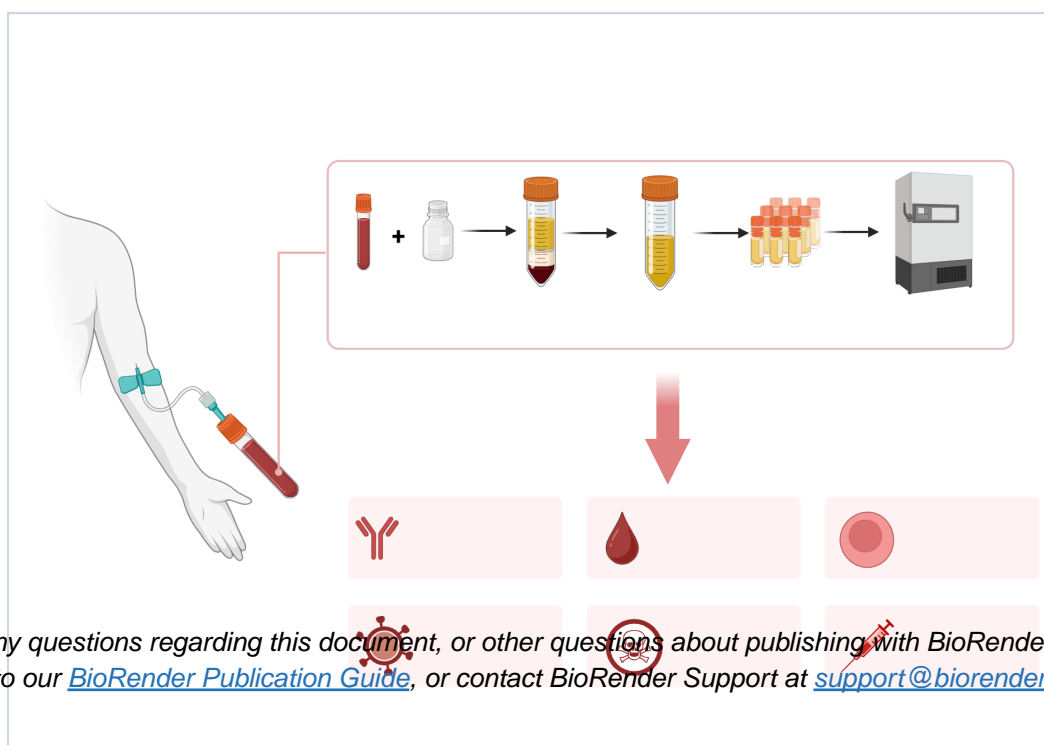 +
ny questions regarding this document, or other questions about publishing with BioRende
o our BioRender Publication Guide, or contact BioRender Support at support@biorender